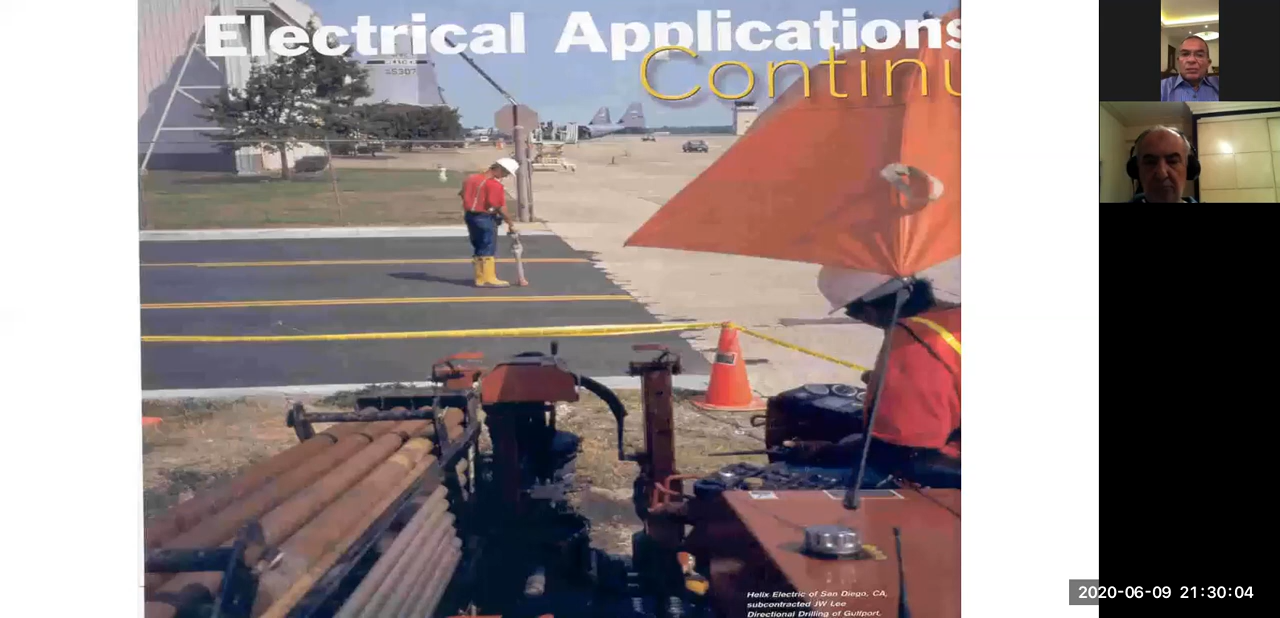 Electrical Applications
Continu
Helix Electric of San Diego, CA,
subcontracted JW Lee
Directional Drilling of Gulfport,
2020-06-09 21:30:04